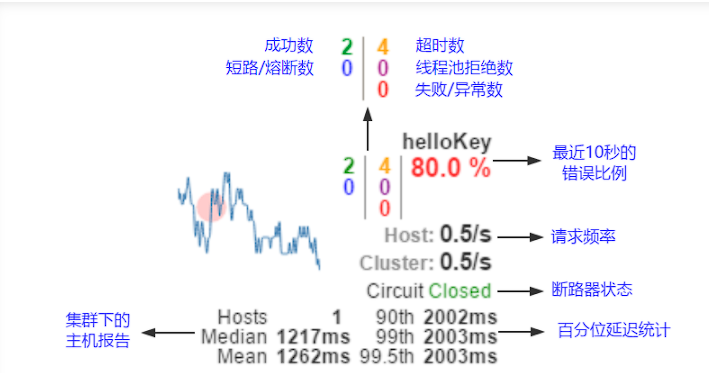 成功数 2 4 超时数
短路/熔断数 0 0 线程池拒绝数
0 失败/异常数
helloKey
2 4 80.0 % 最近10秒的
0 0 错误比例
0
Host: 0.5/s 请求频率
Cluster: 0.5/s
Circuit Closed 断路器状态
集群下的
主机报告
Hosts 1 90th 2002ms
Median 1217ms 99th 2003ms 百分位延迟统计
Mean 1262ms 99.5th 2003ms